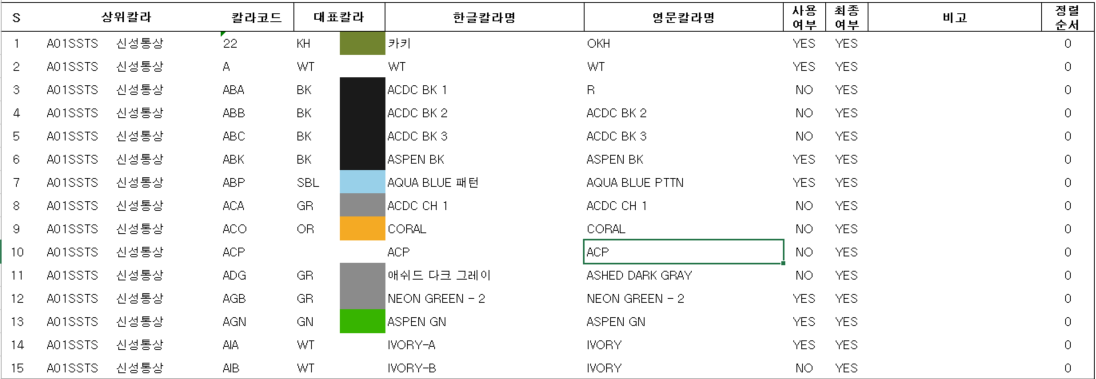 S 상위칼라 칼라코드 대표칼라 한글칼라명 영문칼라명 사용여부 최종여부 비고 정렬순서
1 A01SSTS 신성통상 22 KH 카키 OKH YES YES 0
2 A01SSTS 신성통상 A WT WT WT YES YES 0
3 A01SSTS 신성통상 ABA BK ACDC BK 1 R NO YES 0
4 A01SSTS 신성통상 ABB BK ACDC BK 2 ACDC BK 2 NO YES 0
5 A01SSTS 신성통상 ABC BK ACDC BK 3 ACDC BK 3 NO YES 0
6 A01SSTS 신성통상 ABK BK ASPEN BK ASPEN BK YES YES 0
7 A01SSTS 신성통상 ABP SBL AQUA BLUE 패턴 AQUA BLUE PTTN YES YES 0
8 A01SSTS 신성통상 ACA GR ACDC CH 1 ACDC CH 1 NO YES 0
9 A01SSTS 신성통상 ACO OR CORAL CORAL NO YES 0
10 A01SSTS 신성통상 ACP ACP ACP NO YES 0
11 A01SSTS 신성통상 ADG GR 애쉬드 다크 그레이 ASHED DARK GRAY NO YES 0
12 A01SSTS 신성통상 AGB GR NEON GREEN - 2 NEON GREEN - 2 YES YES 0
13 A01SSTS 신성통상 AGN GN ASPEN GN ASPEN GN YES YES 0
14 A01SSTS 신성통상 AIA WT IVORY-A IVORY YES YES 0
15 A01SSTS 신성통상 AIB WT IVORY-B IVORY NO YES 0